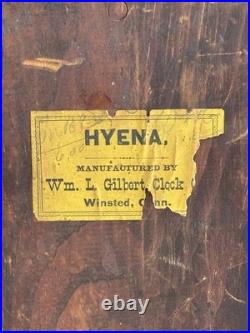 HYENA,
MANUFACTURED BY
Wm. L. Gilbert, Clock C
Winsted, Conn.